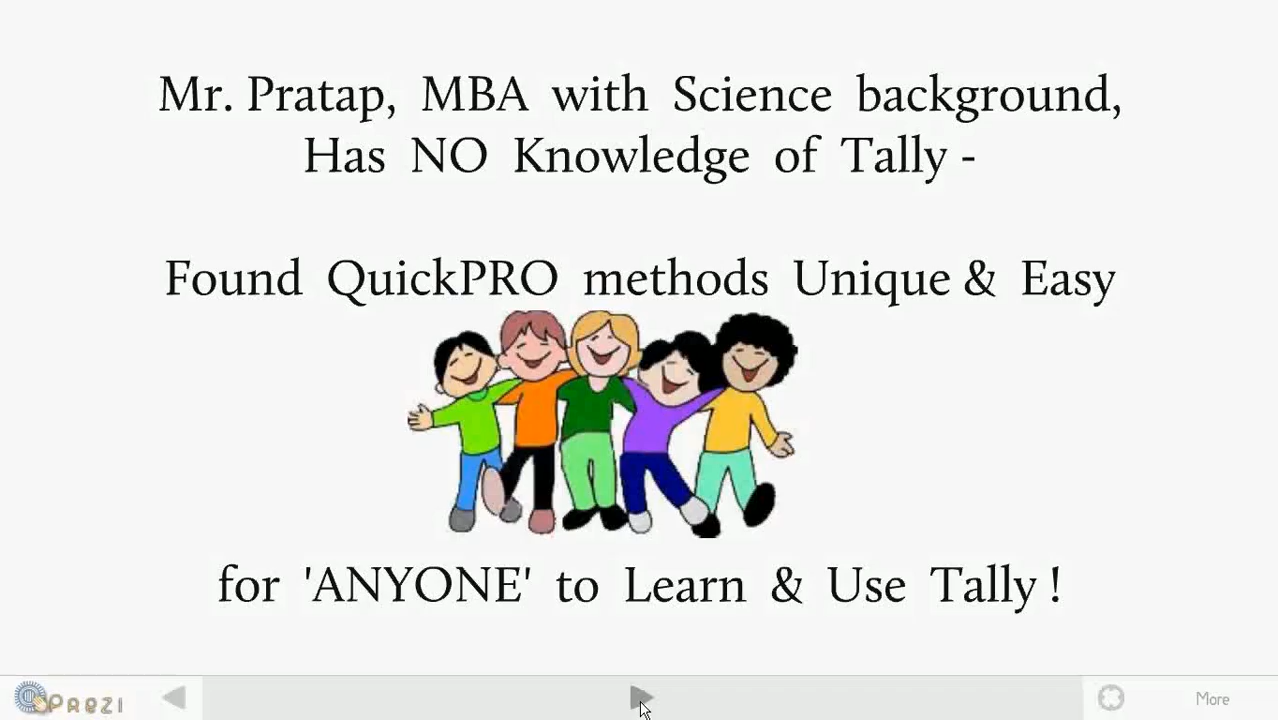 Mr. Pratap, MBA with Science background,
Has NO Knowledge of Tally -
Found QuickPRO methods Unique & Easy
for 'ANYONE' to Learn & Use Tally !
Prezi
More